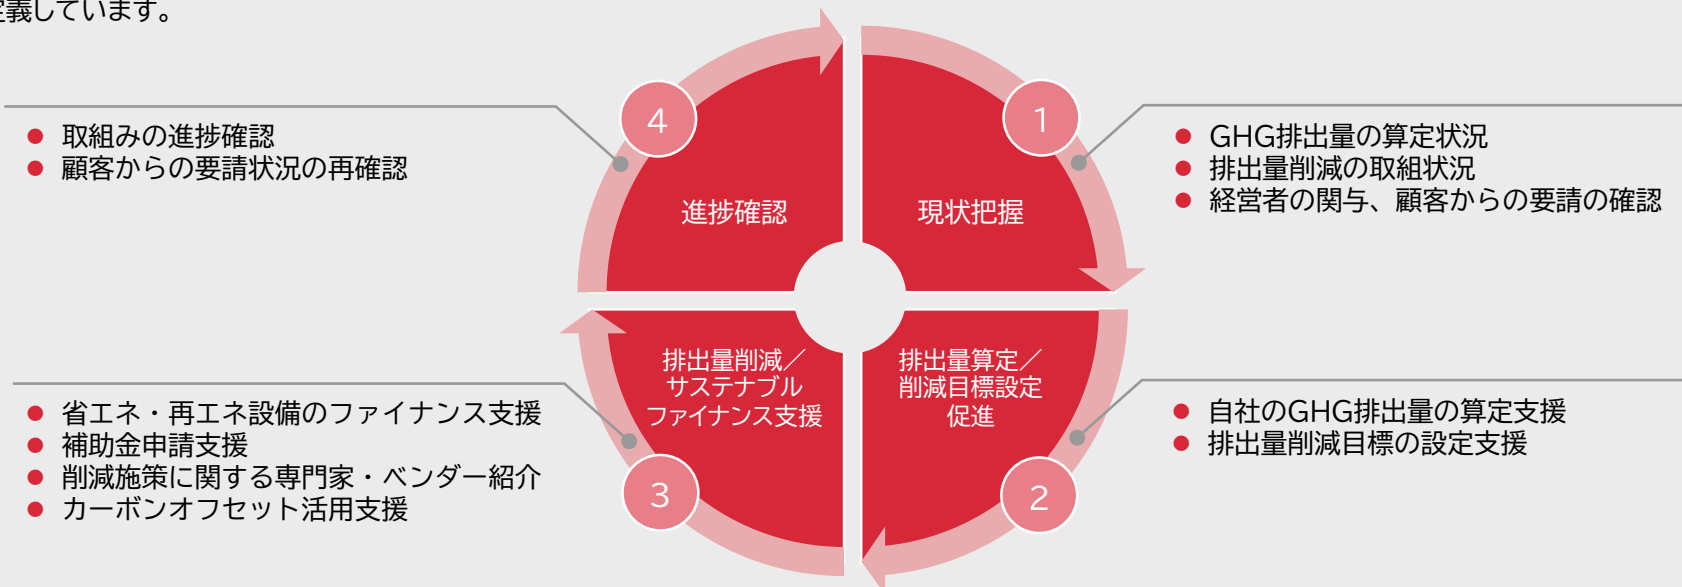 定義しています。
1
現状把握
● GHG排出量の算定状況
● 排出量削減の取組状況
● 経営者の関与、顧客からの要請の確認
2
排出量算定／
削減目標設定
促進
● 自社のGHG排出量の算定支援
● 排出量削減目標の設定支援
3
排出量削減／
サステナブル
ファイナンス支援
● 省エネ・再エネ設備のファイナンス支援
● 補助金申請支援
● 削減施策に関する専門家・ベンダー紹介
● カーボンオフセット活用支援
4
進捗確認
● 取組みの進捗確認
● 顧客からの要請状況の再確認